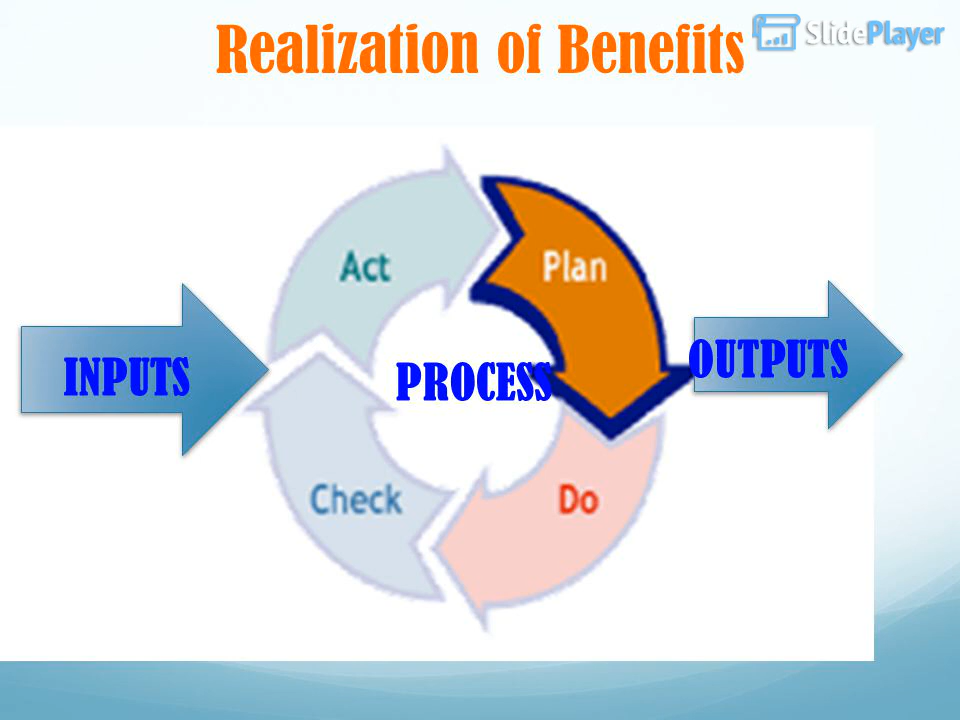 Realization of Benefits
SlidePlayer
Act
Plan
INPUTS
PROCESS
OUTPUTS
Check
Do